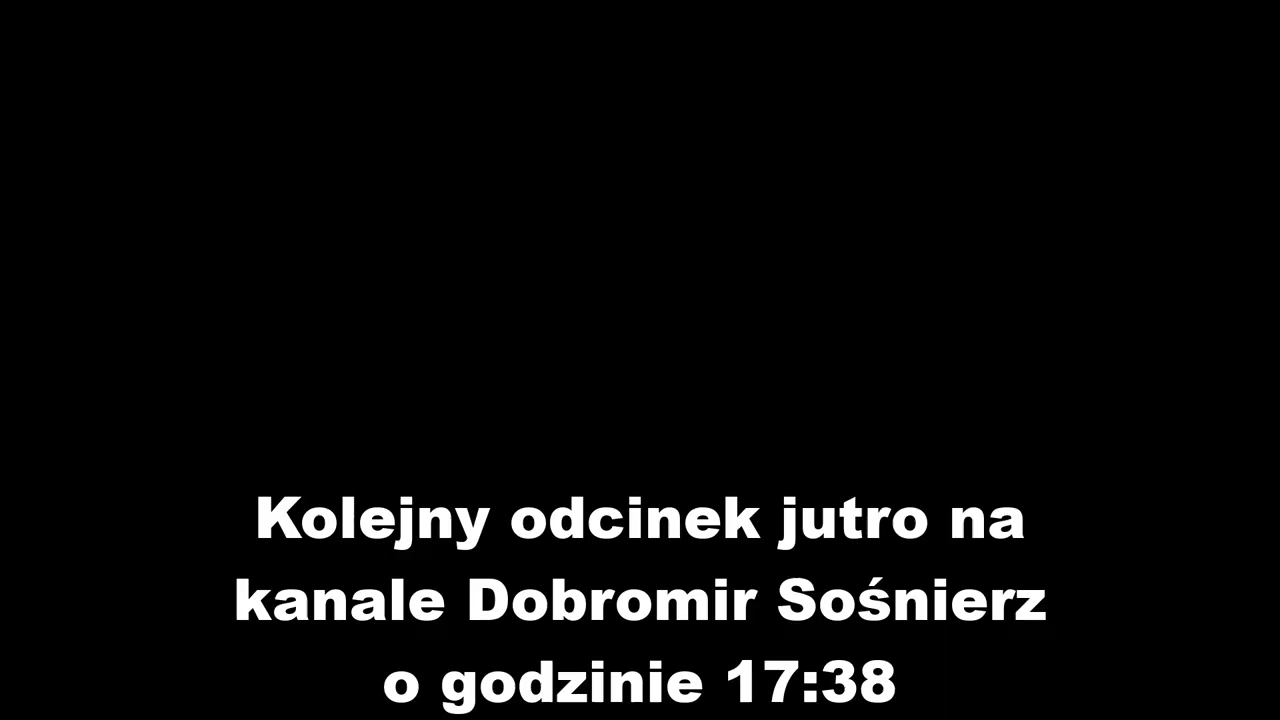 Kolejny odcinek jutro na
kanale Dobromir Sośnierz
o godzinie 17:38